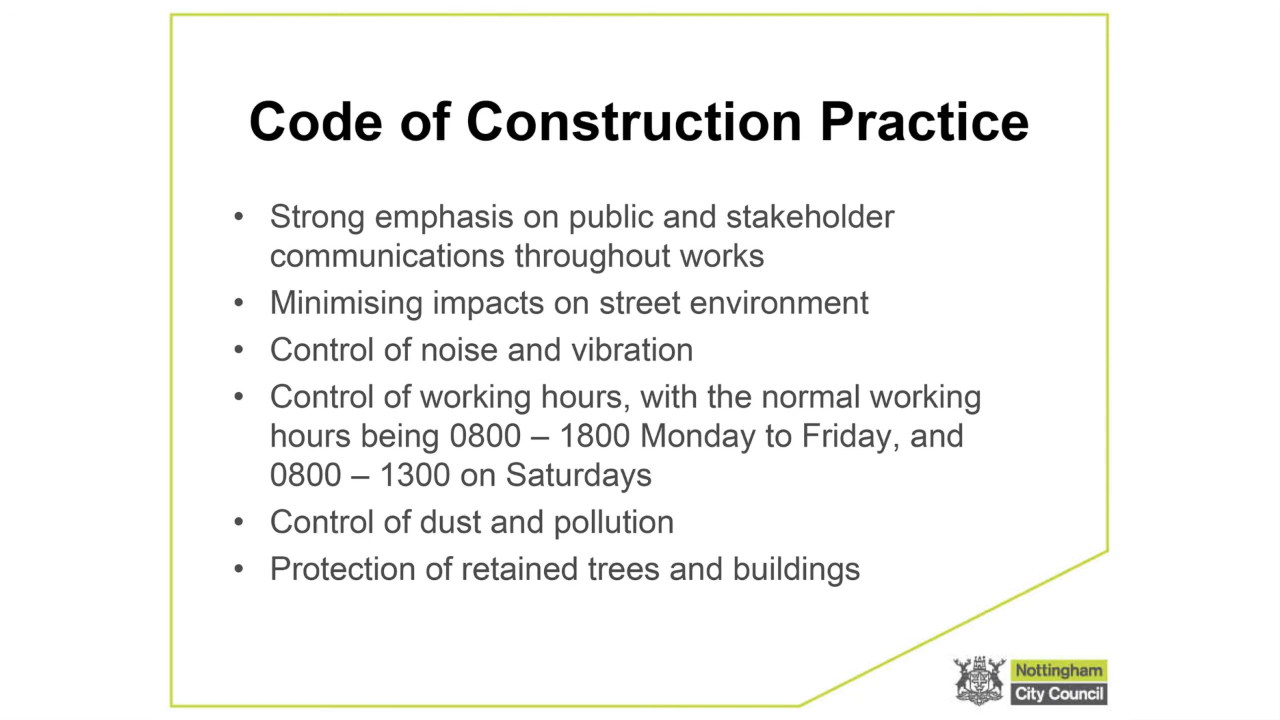 Code of Construction Practice
• Strong emphasis on public and stakeholder
communications throughout works
• Minimising impacts on street environment
• Control of noise and vibration
• Control of working hours, with the normal working
hours being 0800 – 1800 Monday to Friday, and
0800 – 1300 on Saturdays
• Control of dust and pollution
• Protection of retained trees and buildings
Nottingham
City Council